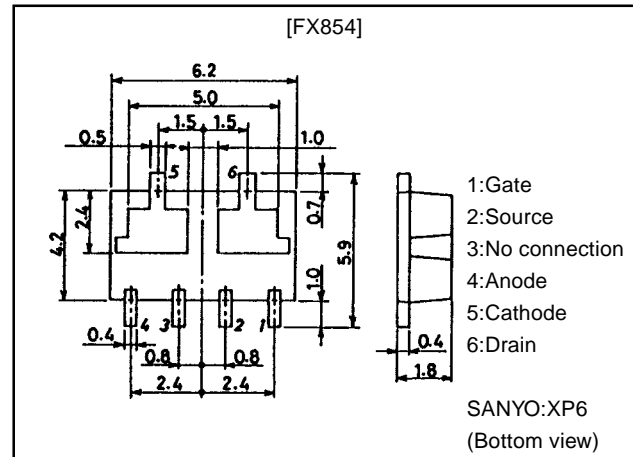 [FX854]
6.2
5.0
1.5 1.5
0.5 1.0
5 6
4.2 2.4 0.7 5.9
1.0
4 3 2 1
0.4
0.8 0.8
2.4 2.4
0.4
1.8
1:Gate
2:Source
3:No connection
4:Anode
5:Cathode
6:Drain
SANYO:XP6
(Bottom view)